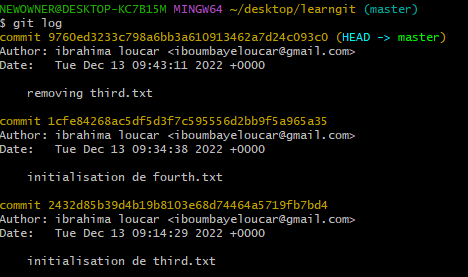 NEWOWNER@DESKTOP-KC7B15M MINGW64 ~/desktop/learngit (master)
$ git log
commit 9760ed3233c798a6bb3a610913462a7d24c093c0 (HEAD -> master)
Author: ibrahima loucar <iboumbayeloucar@gmail.com>
Date:   Tue Dec 13 09:43:11 2022 +0000

    removing third.txt

commit 1cfe84268ac5df5d3f7c595556d2bb9f5a965a35
Author: ibrahima loucar <iboumbayeloucar@gmail.com>
Date:   Tue Dec 13 09:34:38 2022 +0000

    initialisation de fourth.txt

commit 2432d85b39d4b19b8103e68d74464a5719fb7bd4
Author: ibrahima loucar <iboumbayeloucar@gmail.com>
Date:   Tue Dec 13 09:14:29 2022 +0000

    initialisation de third.txt